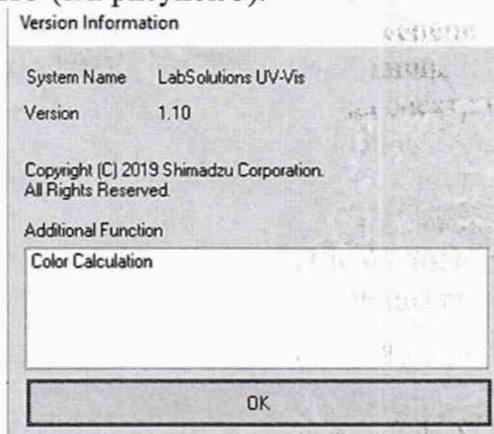 Version Information
System Name LabSolutions UV-Vis
Version 1.10
Copyright (C) 2019 Shimadzu Corporation.
All Rights Reserved.
Additional Function
Color Calculation
OK